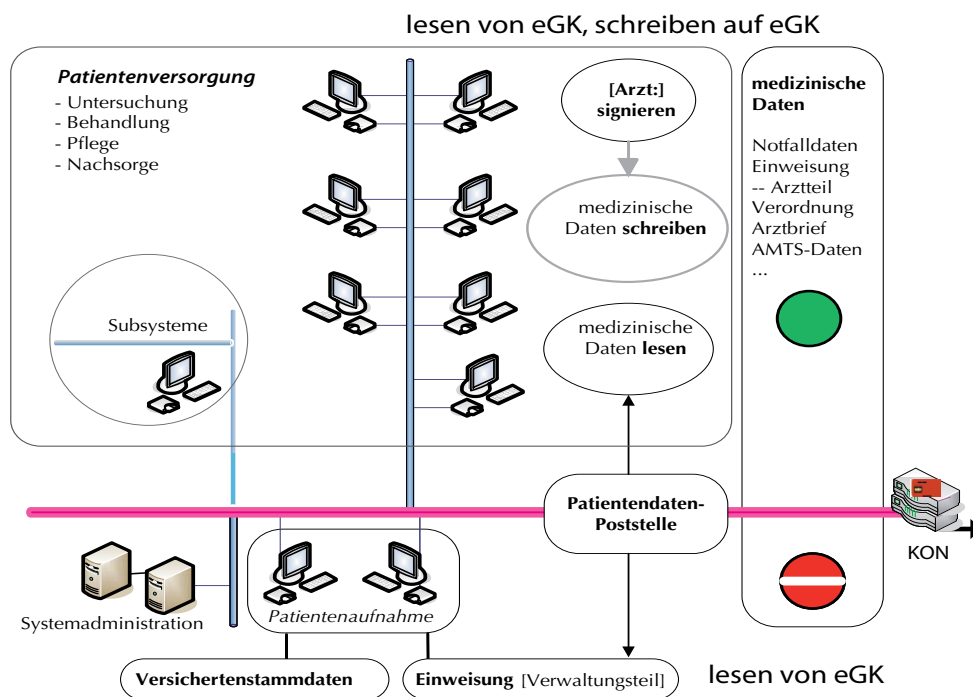 lesen von eGK, schreiben auf eGK
Patientenversorgung
- Untersuchung
- Behandlung
- Pflege
- Nachsorge
[Arzt:]
signieren
medizinische
Daten schreiben
medizinische
Daten lesen
medizinische
Daten
Notfalldaten
Einweisung
-- Arztteil
Verordnung
Arztbrief
AMTS-Daten
...
Subsysteme
Patientendaten-
Poststelle
KON
Systemadministration
Patientenaufnahme
Versichertenstammdaten
Einweisung [Verwaltungsteil]
lesen von eGK